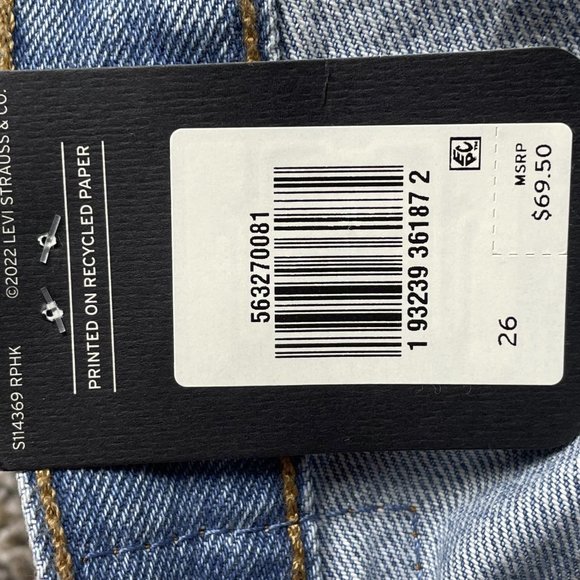 ©2022 LEVI STRAUSS & CO.
S114369 RPHK
PRINTED ON RECYCLED PAPER
563270081
1 93239 36187 2
EPC™
MSRP
$69.50
26